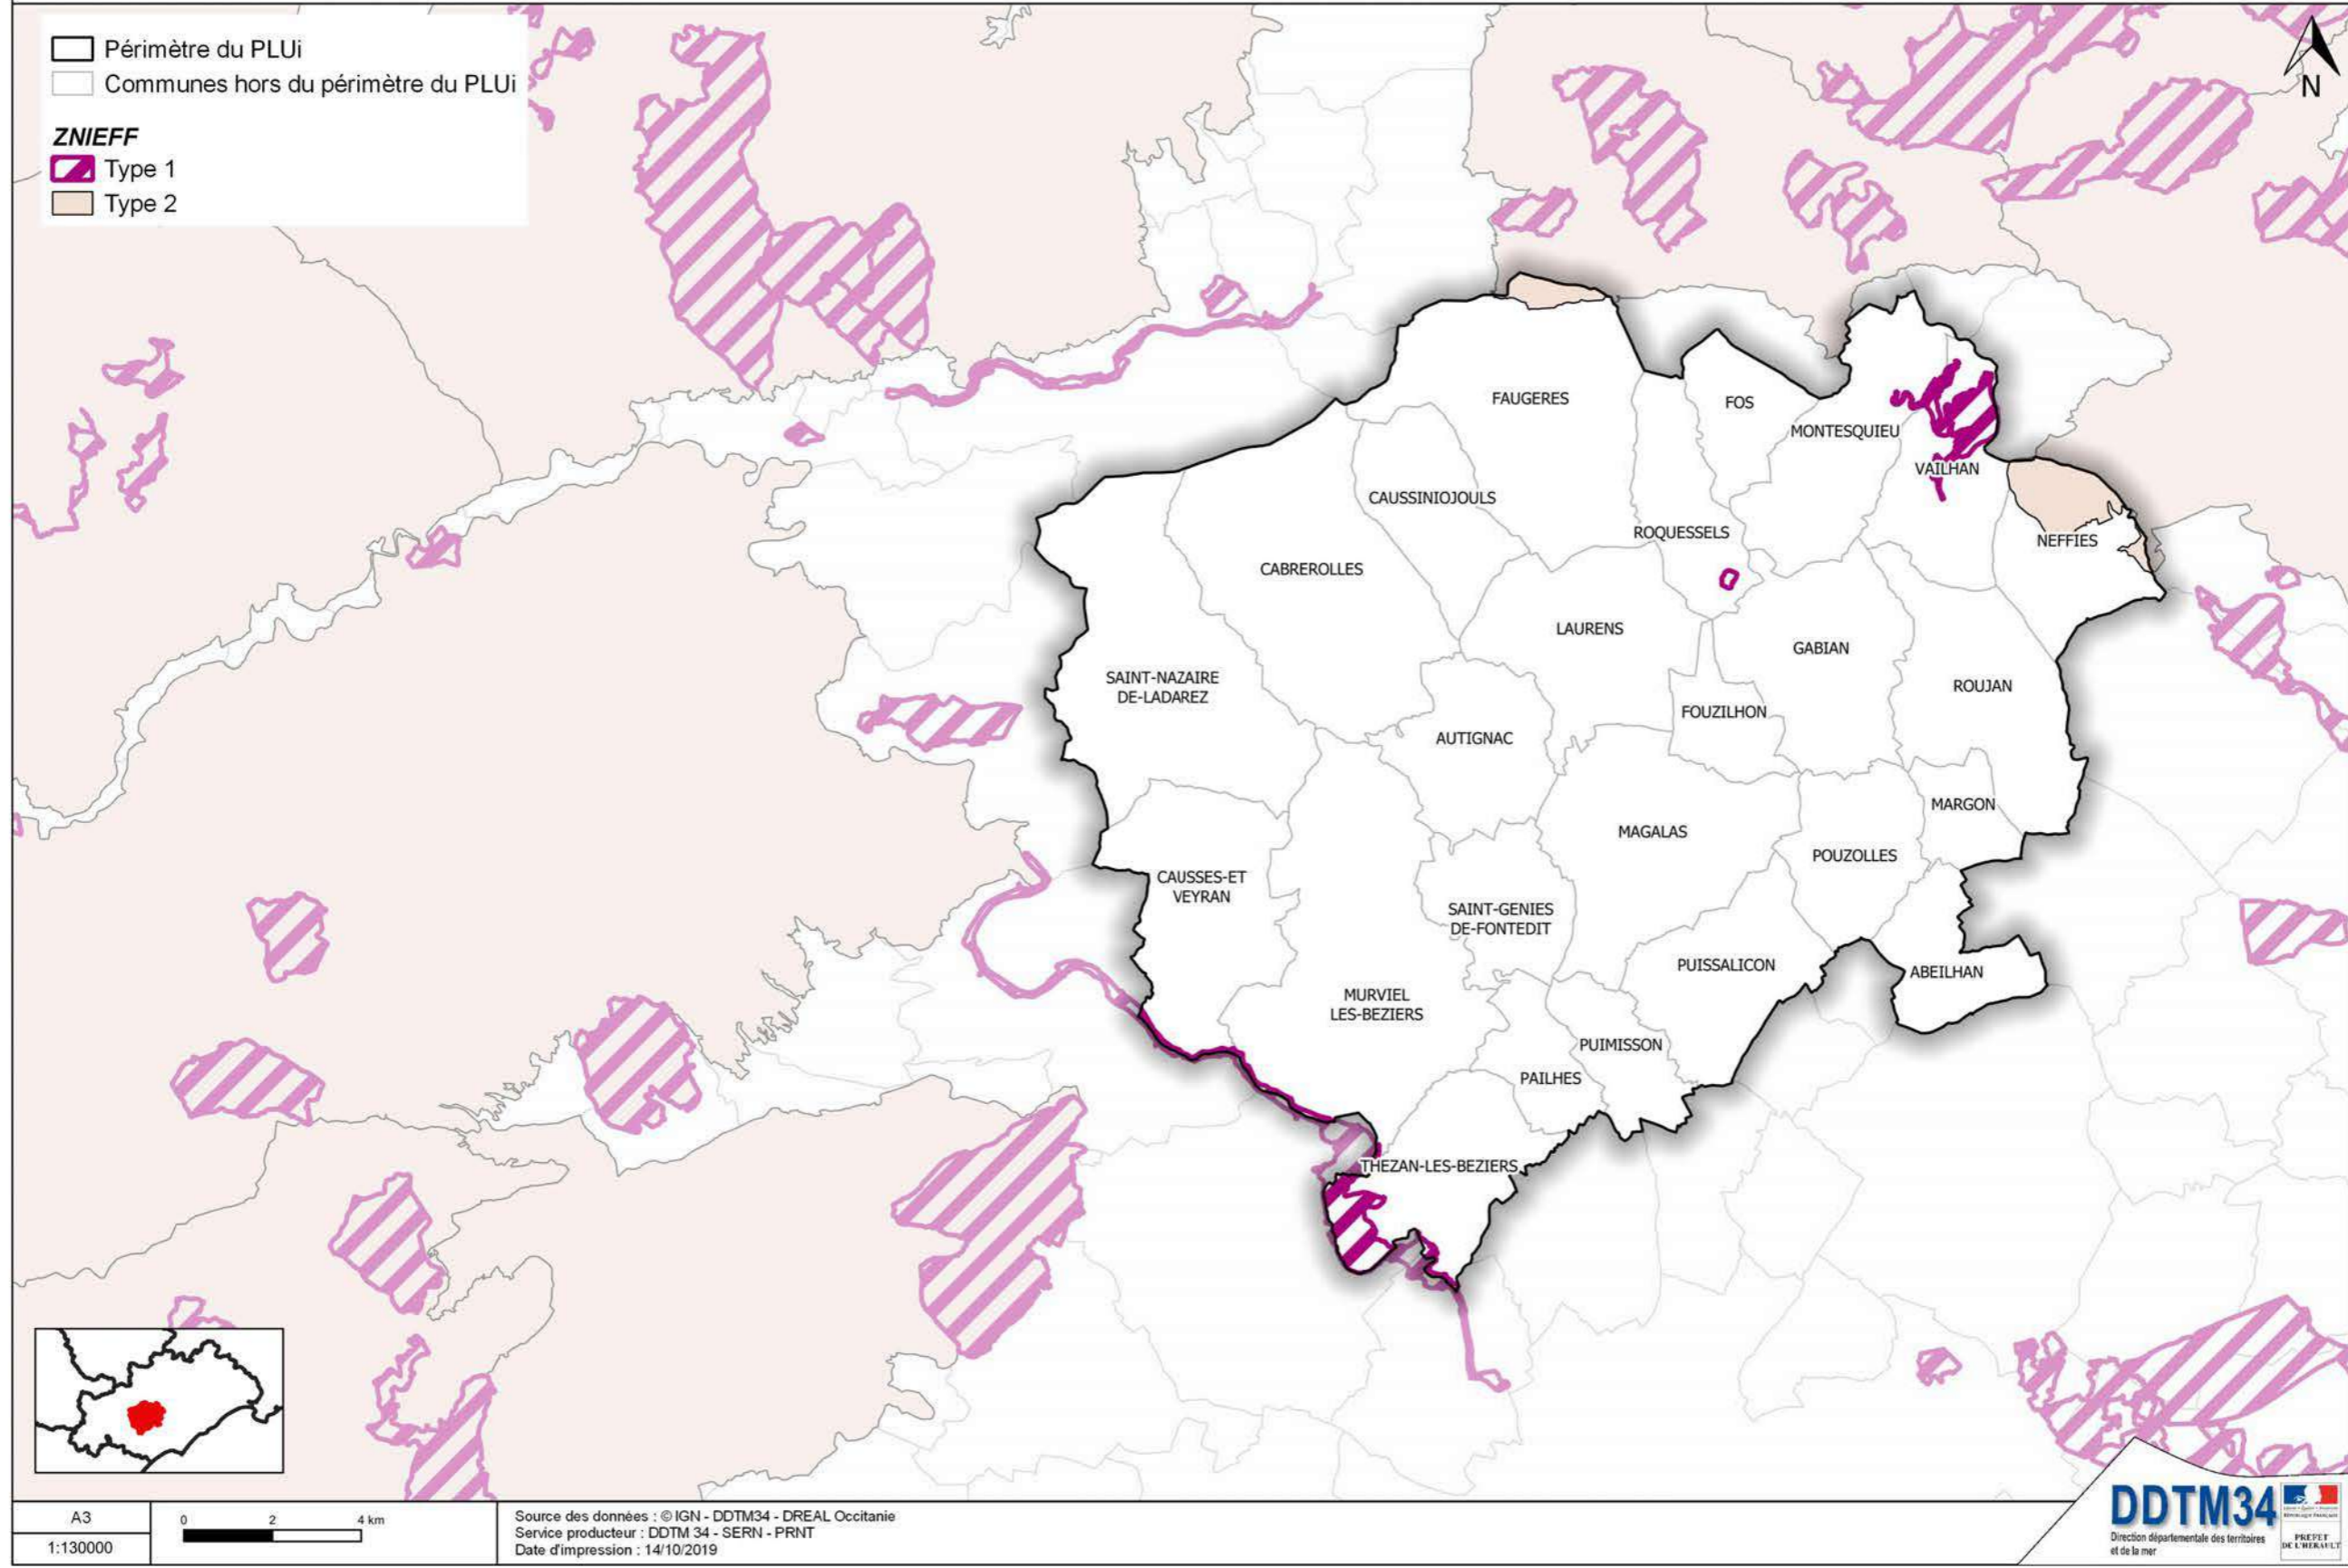 Périmètre du PLUi
Communes hors du périmètre du PLUi
ZNIEFF
Type 1
Type 2
N
FAUGERES
FOS
MONTESQUIEU
VAILHAN
CAUSSINIOJOULS
ROQUESSELS
NEFFIES
CABREROLLES
LAURENS
GABIAN
SAINT-NAZAIRE
DE-LADAREZ
ROUJAN
FOUZILHON
AUTIGNAC
MARGON
MAGALAS
POUZOLLES
CAUSSES-ET
VEYRAN
SAINT-GENIES
DE-FONTEDIT
PUISSALICON
ABEILHAN
MURVIEL
LES-BEZIERS
PUIMISSON
PAILHES
THEZAN-LES-BEZIERS
A3
1:130000
0 2 4 km
Source des données : © IGN - DDTM34 - DREAL Occitanie
Service producteur : DDTM 34 - SERN - PRNT
Date d'impression : 14/10/2019
DDTM34
Direction départementale des territoires
et de la mer
PREFET
DE L'HERAULT